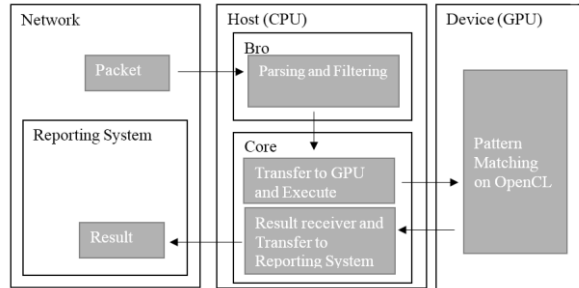 Network
Packet
Reporting System
Result
Host (CPU)
Bro
Parsing and Filtering
Core
Transfer to GPU
and Execute
Result receiver and
Transfer to
Reporting System
Device (GPU)
Pattern
Matching
on OpenCL